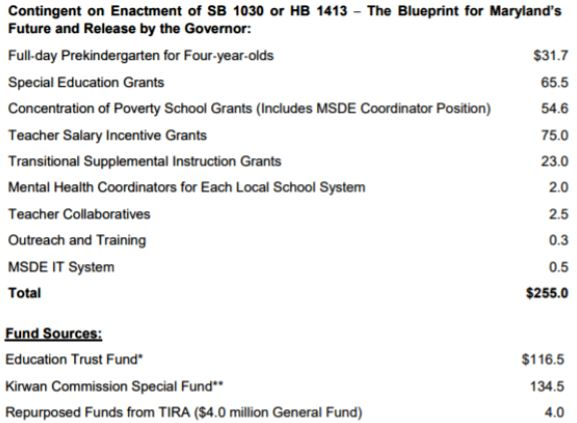 Contingent on Enactment of SB 1030 or HB 1413 – The Blueprint for Maryland's
Future and Release by the Governor:
Full-day Prekindergarten for Four-year-olds $31.7
Special Education Grants 65.5
Concentration of Poverty School Grants (Includes MSDE Coordinator Position) 54.6
Teacher Salary Incentive Grants 75.0
Transitional Supplemental Instruction Grants 23.0
Mental Health Coordinators for Each Local School System 2.0
Teacher Collaboratives 2.5
Outreach and Training 0.3
MSDE IT System 0.5
Total $255.0
Fund Sources:
Education Trust Fund* $116.5
Kirwan Commission Special Fund** 134.5
Repurposed Funds from TIRA ($4.0 million General Fund) 4.0